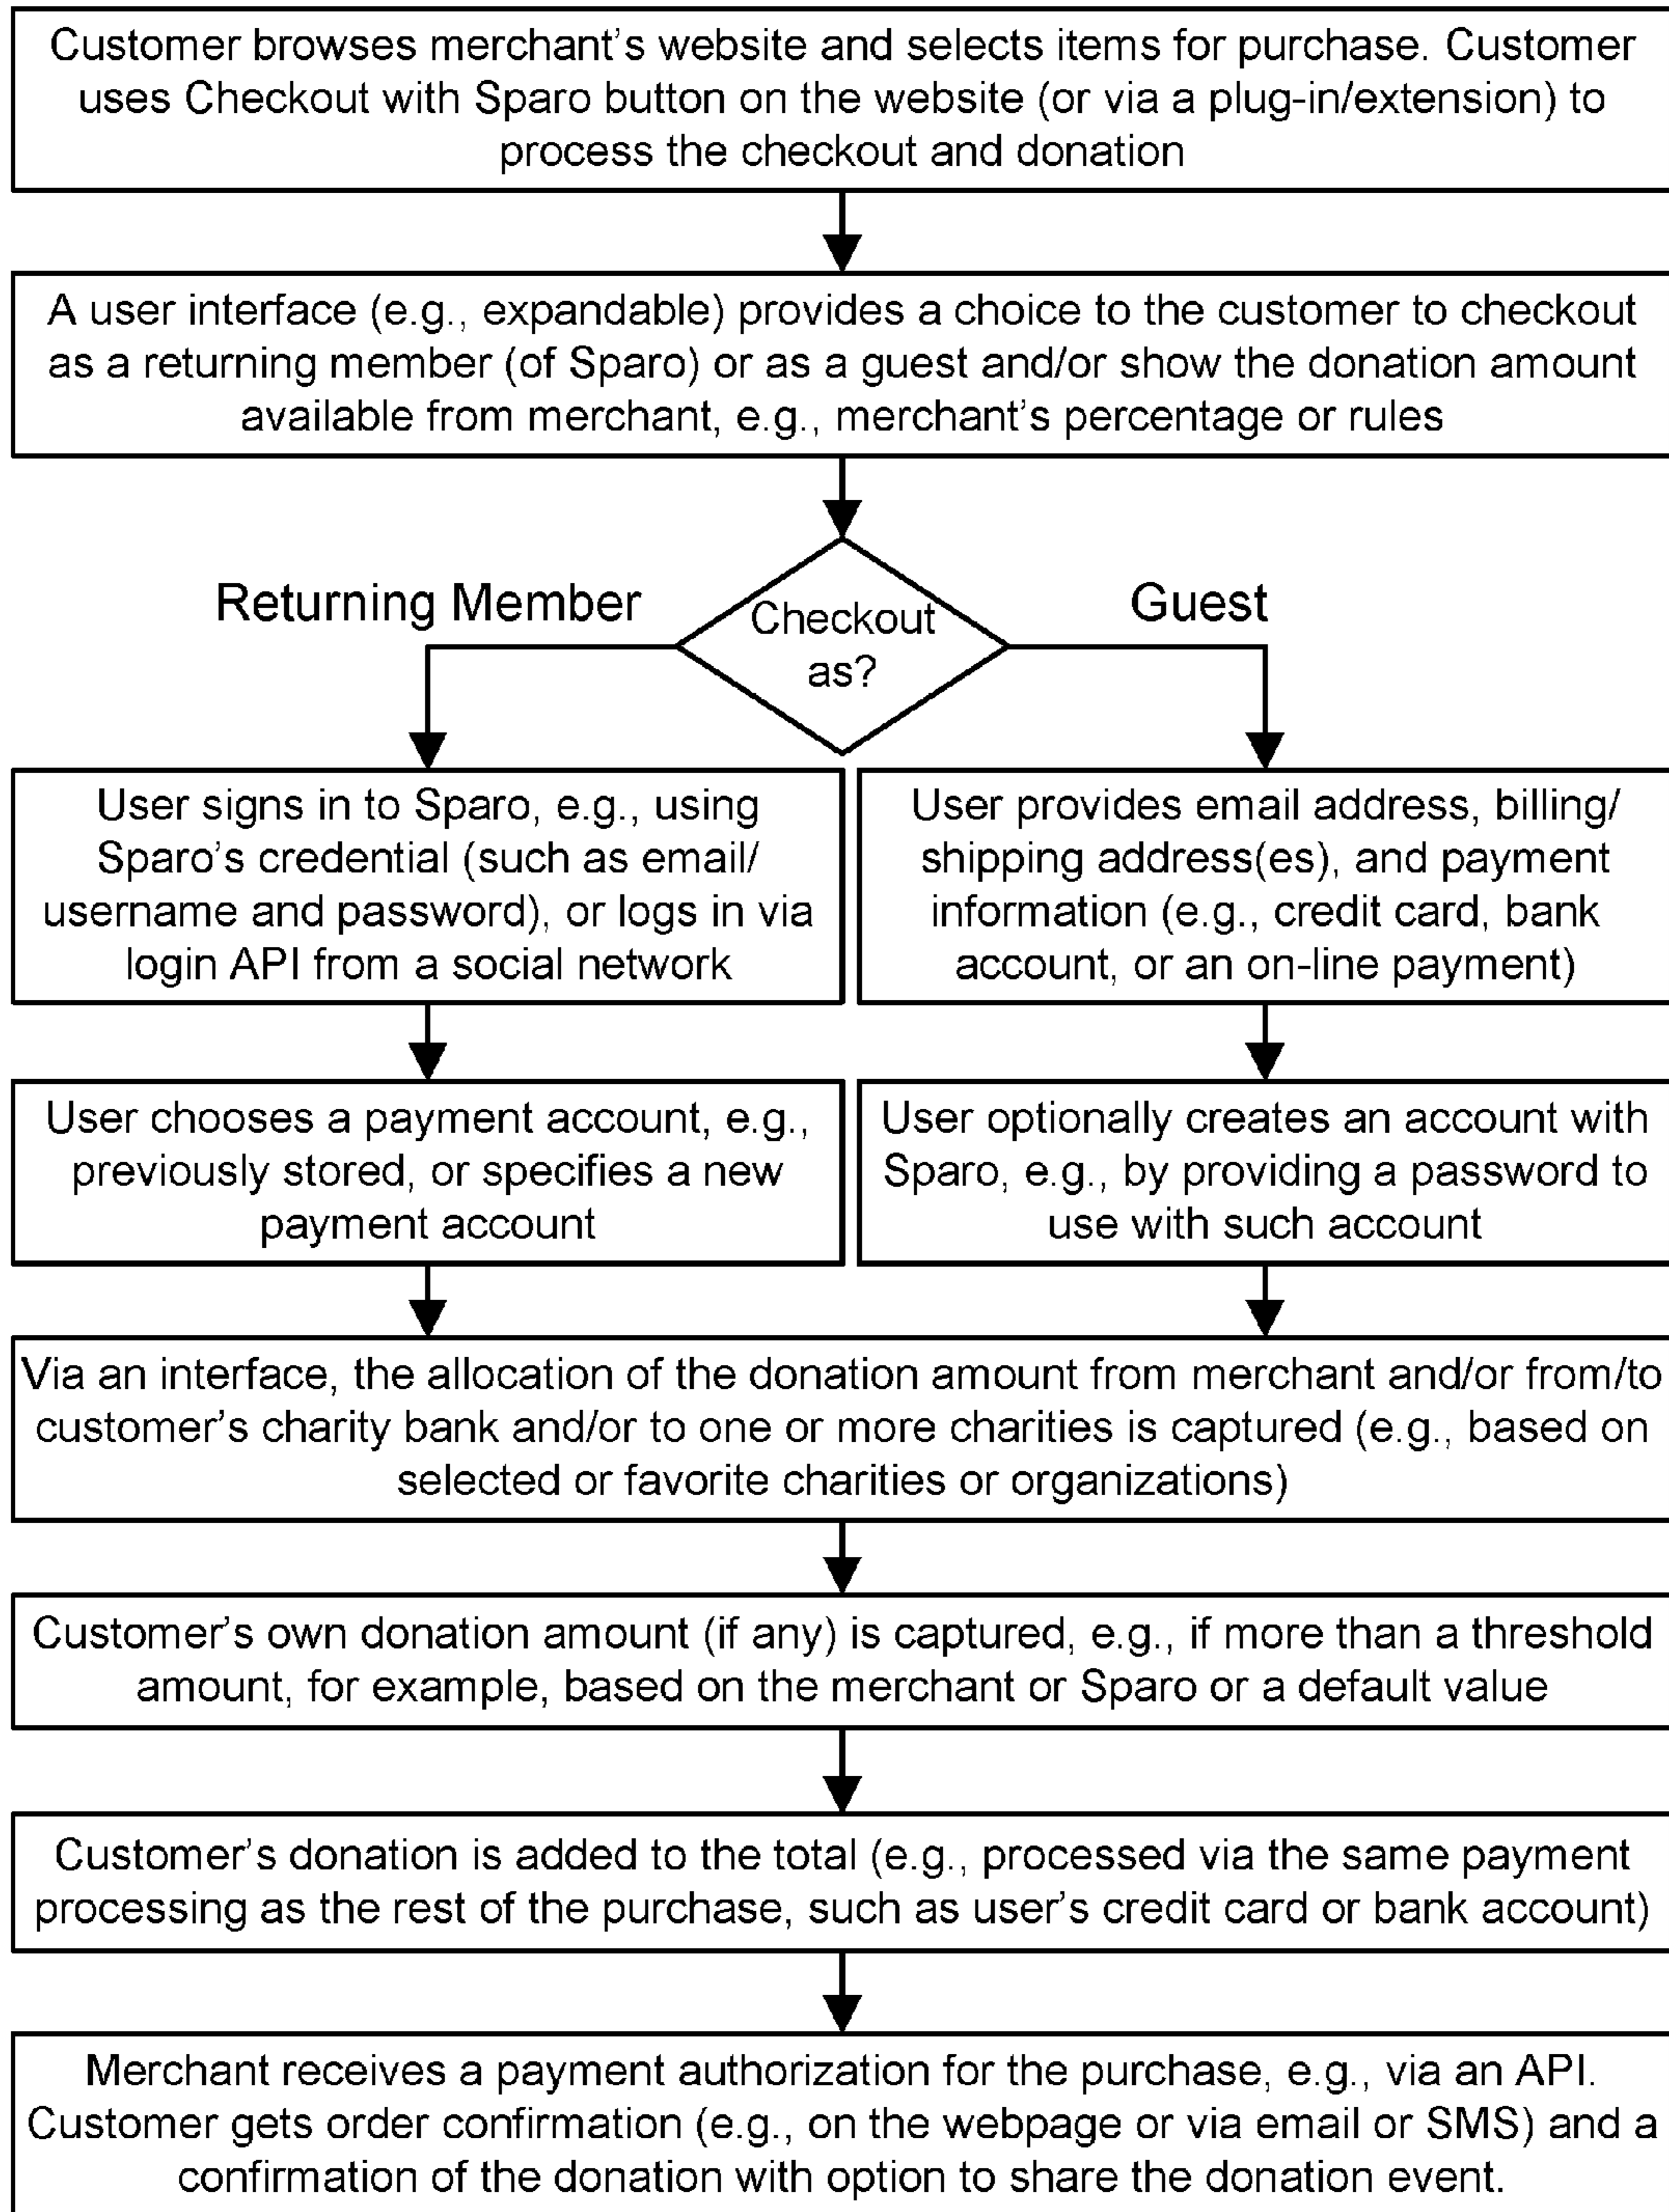 Customer browses merchant's website and selects items for purchase. Customer
uses Checkout with Sparo button on the website (or via a plug-in/extension) to
process the checkout and donation
A user interface (e.g., expandable) provides a choice to the customer to checkout
as a returning member (of Sparo) or as a guest and/or show the donation amount
available from merchant, e.g., merchant's percentage or rules
Returning Member
Checkout
as?
Guest
User signs in to Sparo, e.g., using
Sparo's credential (such as email/
username and password), or logs in via
login API from a social network
User provides email address, billing/
shipping address(es), and payment
information (e.g., credit card, bank
account, or an on-line payment)
User chooses a payment account, e.g.,
previously stored, or specifies a new
payment account
User optionally creates an account with
Sparo, e.g., by providing a password to
use with such account
Via an interface, the allocation of the donation amount from merchant and/or from/to
customer's charity bank and/or to one or more charities is captured (e.g., based on
selected or favorite charities or organizations)
Customer's own donation amount (if any) is captured, e.g., if more than a threshold
amount, for example, based on the merchant or Sparo or a default value
Customer's donation is added to the total (e.g., processed via the same payment
processing as the rest of the purchase, such as user's credit card or bank account)
Merchant receives a payment authorization for the purchase, e.g., via an API.
Customer gets order confirmation (e.g., on the webpage or via email or SMS) and a
confirmation of the donation with option to share the donation event.